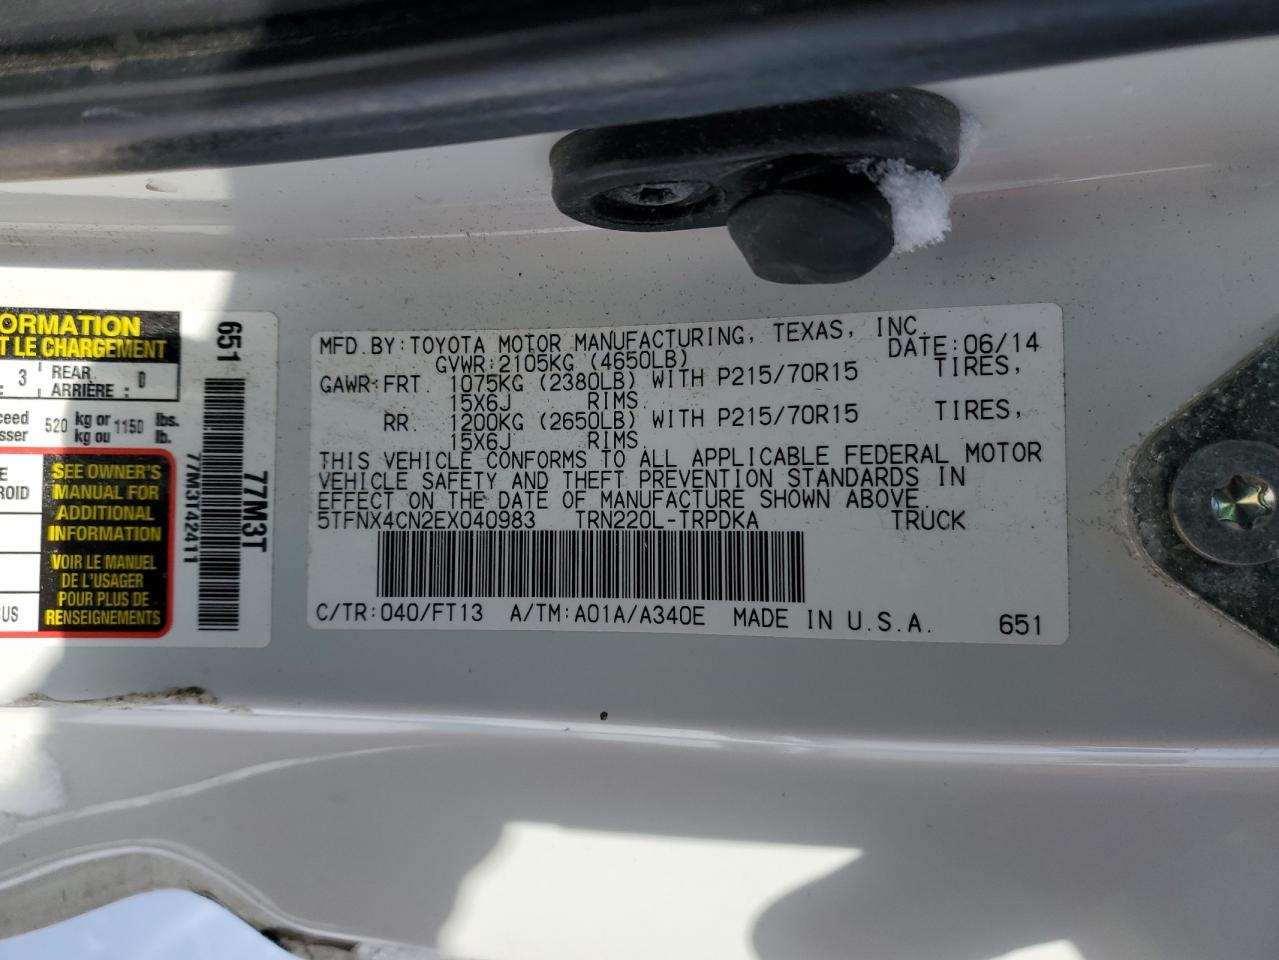 ORMATION
T LE CHARGEMENT
: 3 REAR ARRIÈRE : 0
ceed
sser
520 kg or 1150 lbs.
kg ou lb.
ROID
BUS
SEE OWNER'S
MANUAL FOR
ADDITIONAL
INFORMATION
VOIR LE MANUEL
DE L'USAGER
POUR PLUS DE
RENSEIGNEMENTS
651
77M3T42411
77M3T
MFD.BY:TOYOTA MOTOR MANUFACTURING, TEXAS, INC.
GVWR:2105KG (4650LB) DATE:06/14
GAWR:FRT. 1075KG (2380LB) WITH P215/70R15 TIRES,
15X6J RIMS.
RR. 1200KG (2650LB) WITH P215/70R15 TIRES,
15X6J RIMS.
THIS VEHICLE CONFORMS TO ALL APPLICABLE FEDERAL MOTOR
VEHICLE SAFETY AND THEFT PREVENTION STANDARDS IN
EFFECT ON THE DATE OF MANUFACTURE SHOWN ABOVE.
5TFNX4CN2EX040983 TRN220L-TRPDKA TRUCK
C/TR:040/FT13 A/TM:A01A/A340E MADE IN U.S.A. 651